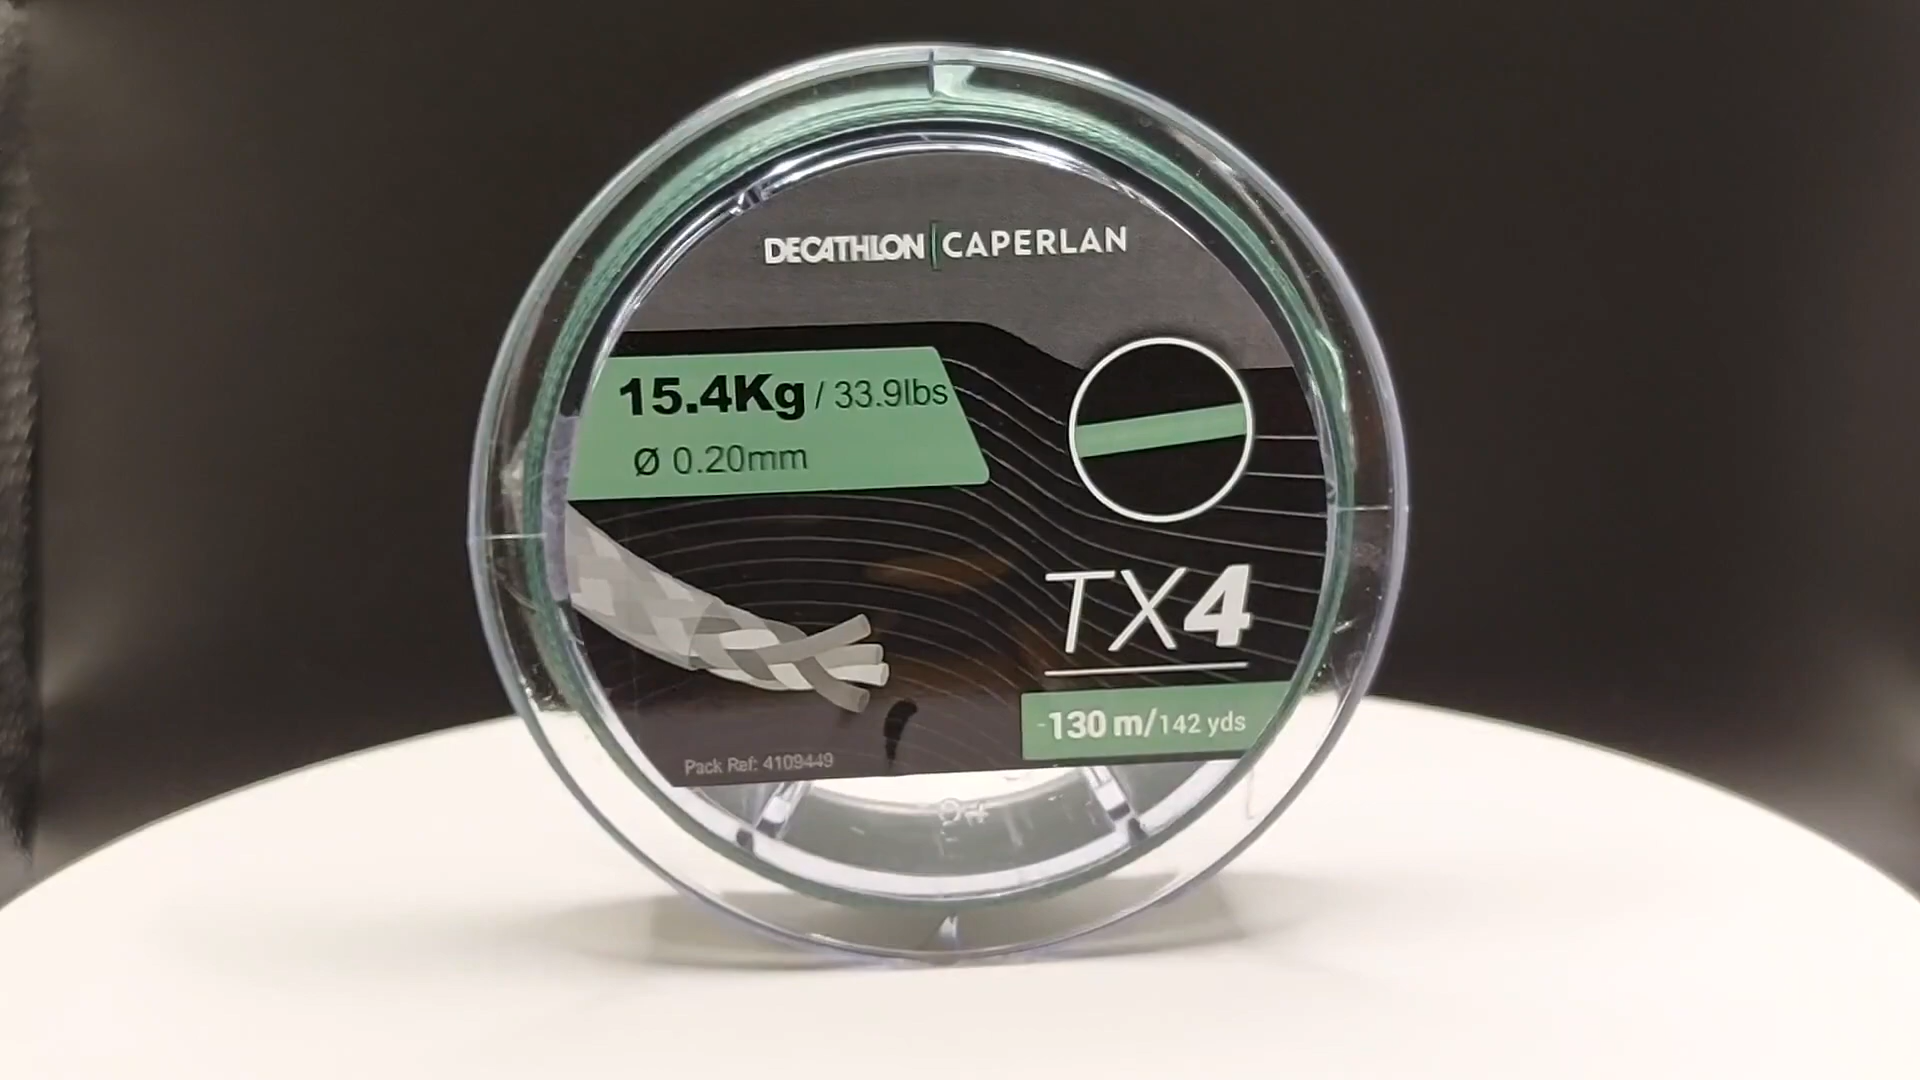 DECATHLON | CAPERLAN
15.4Kg / 33.9lbs
Ø 0.20mm
TX4
-130 m/142 yds
Pack Ref: 4109449